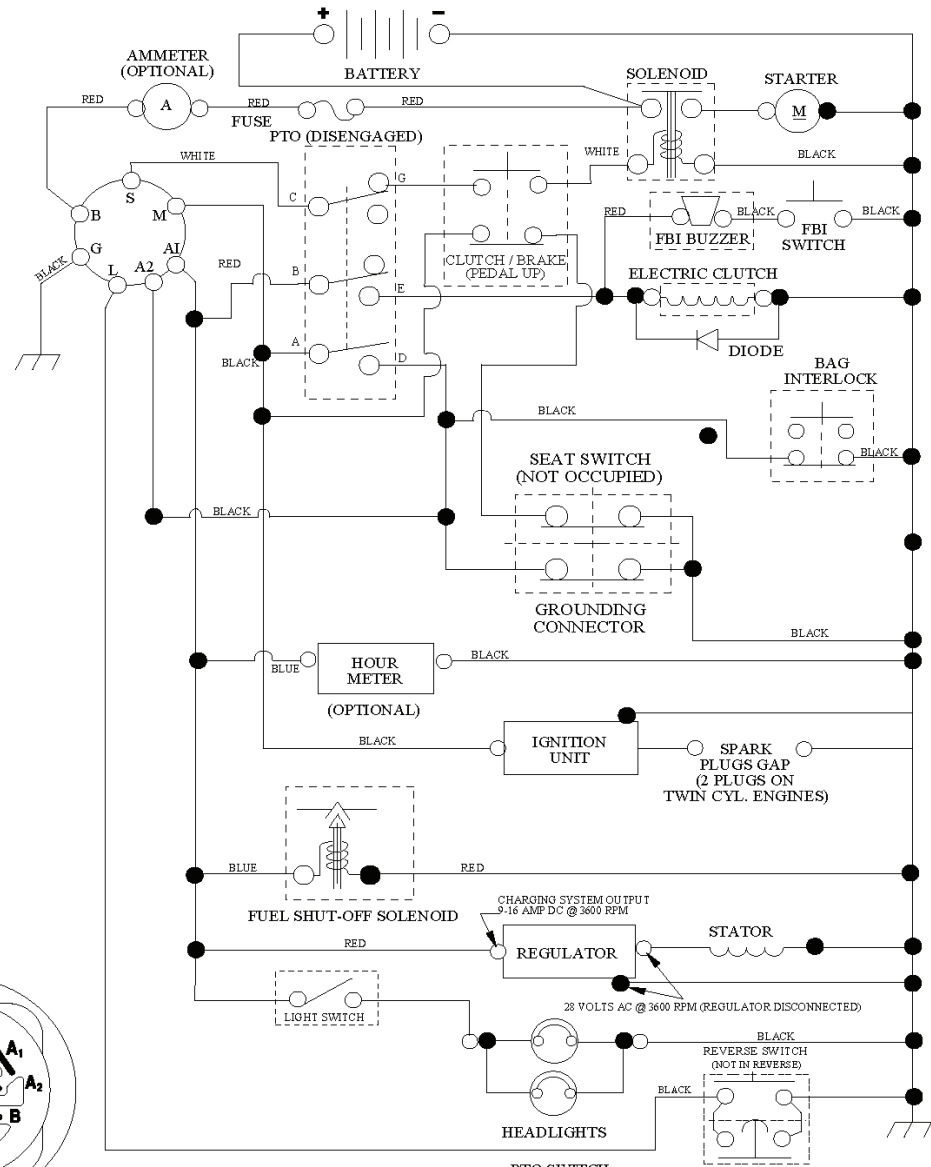 + −
BATTERY
AMMETER
(OPTIONAL)
A
RED
RED
FUSE
RED
SOLENOID
STARTER
M
PTO (DISENGAGED)
WHITE
WHITE
BLACK
S
B
M
G
L
A2
A1
BLACK
C
G
RED
B
E
A
BLACK
D
CLUTCH / BRAKE
(PEDAL UP)
RED
BLACK
BLACK
FBI BUZZER
FBI
SWITCH
ELECTRIC CLUTCH
DIODE
BAG
INTERLOCK
BLACK
BLACK
SEAT SWITCH
(NOT OCCUPIED)
BLACK
GROUNDING
CONNECTOR
BLACK
BLUE
HOUR
METER
BLACK
(OPTIONAL)
BLACK
IGNITION
UNIT
SPARK
PLUGS GAP
(2 PLUGS ON
TWIN CYL. ENGINES)
BLUE
RED
FUEL SHUT-OFF SOLENOID
CHARGING SYSTEM OUTPUT
9-16 AMP DC @ 3600 RPM
RED
REGULATOR
STATOR
28 VOLTS AC @ 3600 RPM (REGULATOR DISCONNECTED)
LIGHT SWITCH
BLACK
REVERSE SWITCH
(NOT IN REVERSE)
BLACK
HEADLIGHTS
A1
A2
B
PTO SWITCH